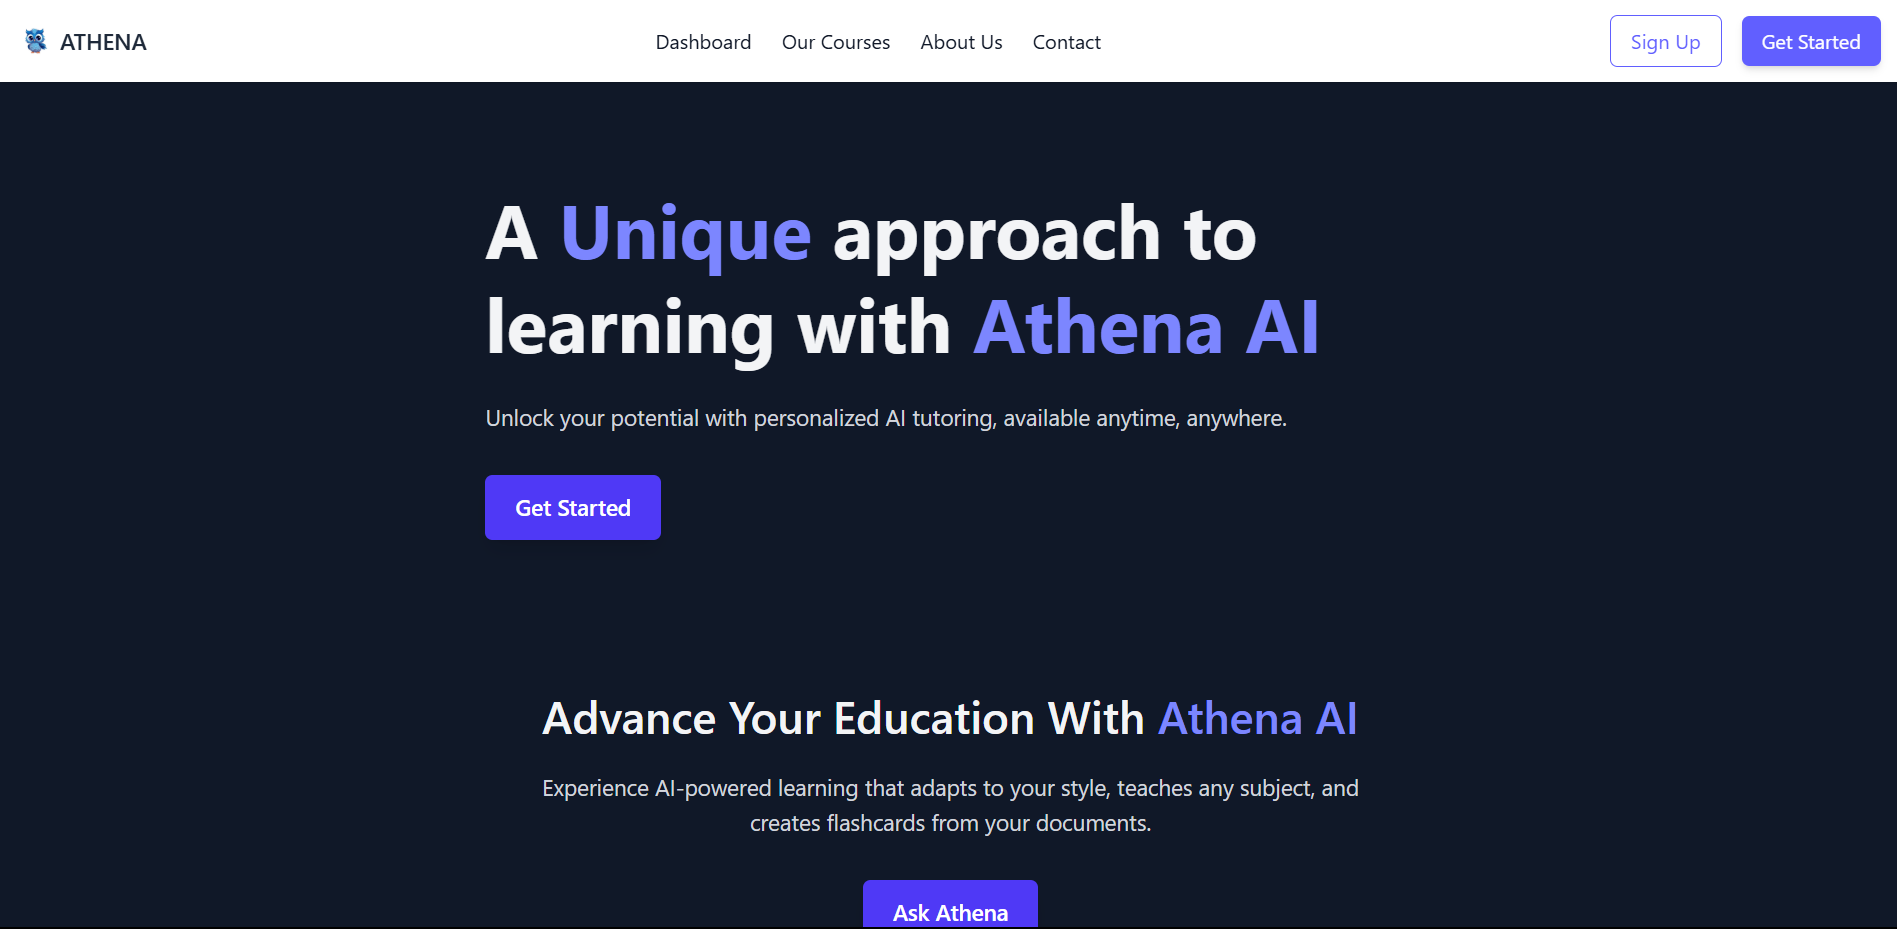 ATHENA
Dashboard
Our Courses
About Us
Contact
Sign Up
Get Started
A Unique approach to
learning with Athena AI
Unlock your potential with personalized AI tutoring, available anytime, anywhere.
Get Started
Advance Your Education With Athena AI
Experience AI-powered learning that adapts to your style, teaches any subject, and
creates flashcards from your documents.
Ask Athena